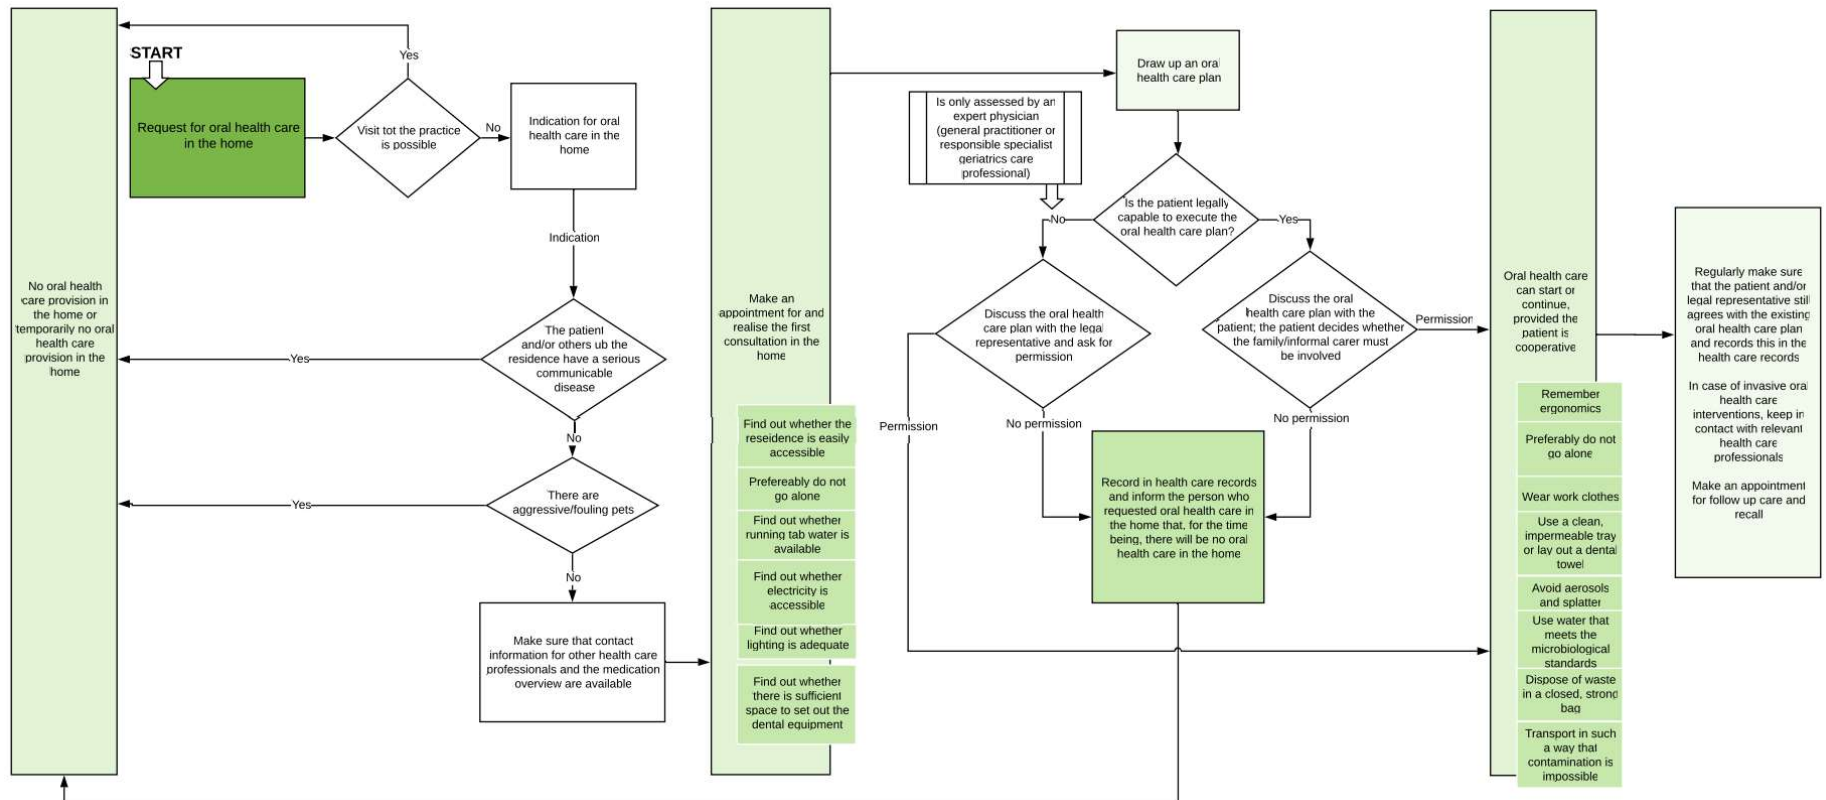 START
Request for oral health care
in the home
Yes
Visit tot the practice
is possible
No
Indication for oral
health care in the
home
Indication
No oral health
care provision in
the home or
temporarily no oral
health care
provision in the
home
The patient
and/or others ub the
residence have a serious
communicable
disease
Yes
No
There are
aggressive/fouling pets
Yes
No
Make sure that contact
information for other health care
professionals and the medication
overview are available
Make an
appointment for and
realise the first
consultation in the
home
Find out whether the
reseidence is easily
accessible
Prefereably do not
go alone
Find out whether
running tab water is
available
Find out whether
electricity is
accessible
Find out whether
lighting is adequate
Find out whether
there is sufficient
space to set out the
dental equipment
Draw up an oral
health care plan
Is only assessed by an
expert physician
(general practitioner or
responsible specialist
geriatrics care
professional)
Is the patient legally
capable to execute the
oral health care plan?
No
Yes
Discuss the oral health
care plan with the legal
representative and ask for
permission
Discuss the oral
health care plan with the
patient; the patient decides whether
the family/informal carer must
be involved
Permission
Permission
No permission
No permission
Record in health care records
and inform the person who
requested oral health care in
the home that, for the time
being, there will be no oral
health care in the home
Oral health care
can start or
continue,
provided the
patient is
cooperative
Remember
ergonomics
Preferably do not
go alone
Wear work clothes
Use a clean,
impermeable tray
or lay out a dental
towel
Avoid aerosols
and splatter
Use water that
meets the
microbiological
standards
Dispose of waste
in a closed, strong
bag
Transport in such
a way that
contamination is
impossible
Regularly make sure
that the patient and/or
legal representative still
agrees with the existing
oral health care plan
and records this in the
health care records
In case of invasive oral
health care
interventions, keep in
contact with relevant
health care
professionals
Make an appointment
for follow up care and
recall